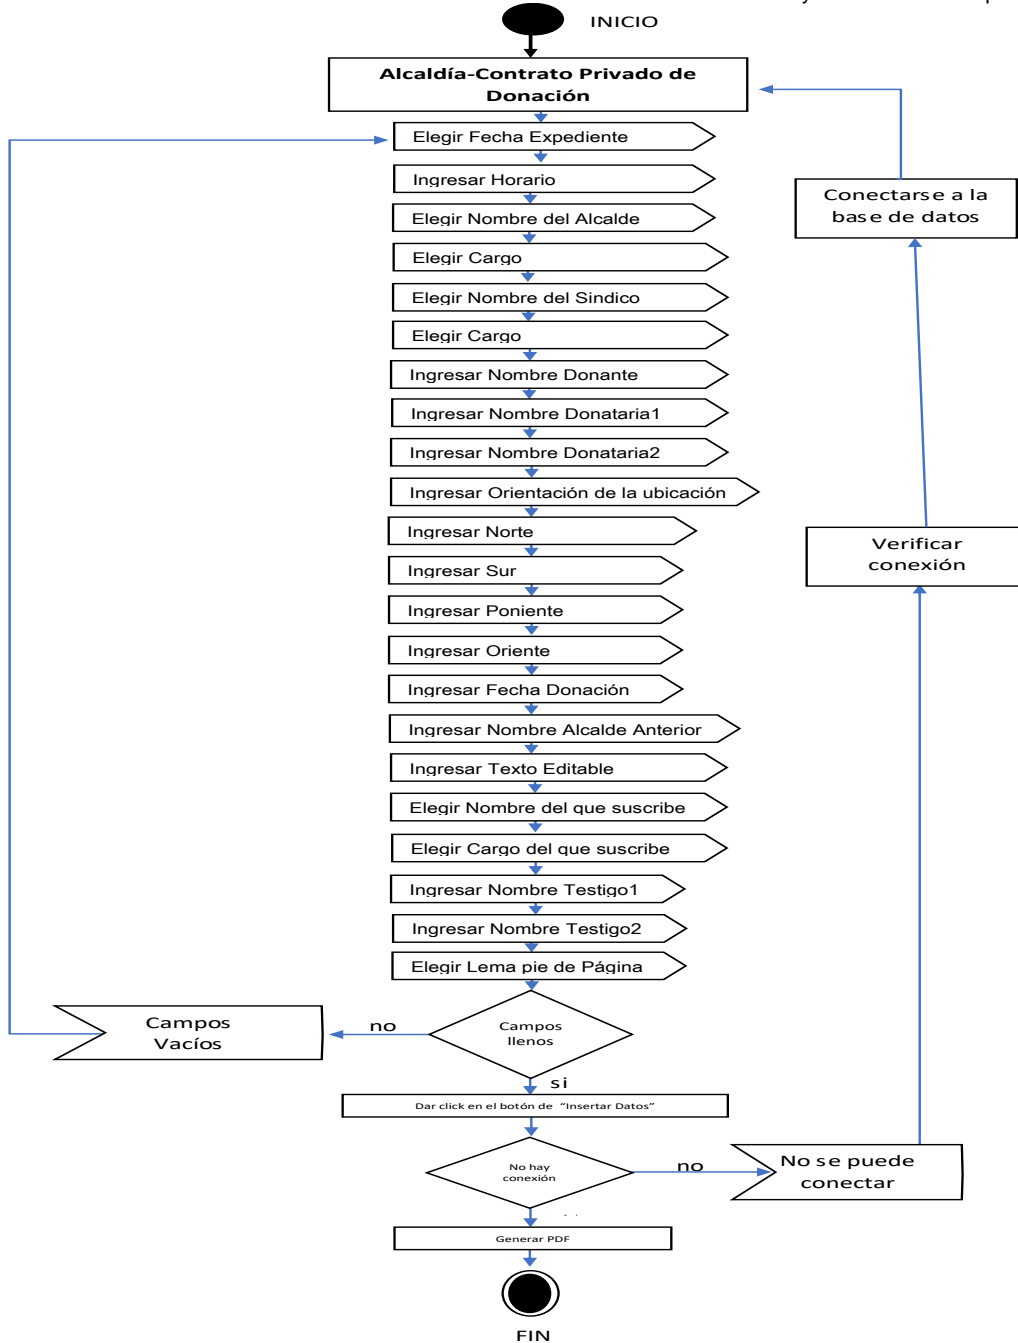 INICIO
Alcaldía-Contrato Privado de
Donación
Elegir Fecha Expediente
Ingresar Horario
Elegir Nombre del Alcalde
Elegir Cargo
Elegir Nombre del Sindico
Elegir Cargo
Ingresar Nombre Donante
Ingresar Nombre Donataria1
Ingresar Nombre Donataria2
Ingresar Orientación de la ubicación
Ingresar Norte
Ingresar Sur
Ingresar Poniente
Ingresar Oriente
Ingresar Fecha Donación
Ingresar Nombre Alcalde Anterior
Ingresar Texto Editable
Elegir Nombre del que suscribe
Elegir Cargo del que suscribe
Ingresar Nombre Testigo1
Ingresar Nombre Testigo2
Elegir Lema pie de Página
Campos
llenos
no
Campos
Vacíos
si
Dar click en el botón de “Insertar Datos”
No hay
conexión
no
No se puede
conectar
Verificar
conexión
Conectarse a la
base de datos
Generar PDF
FIN